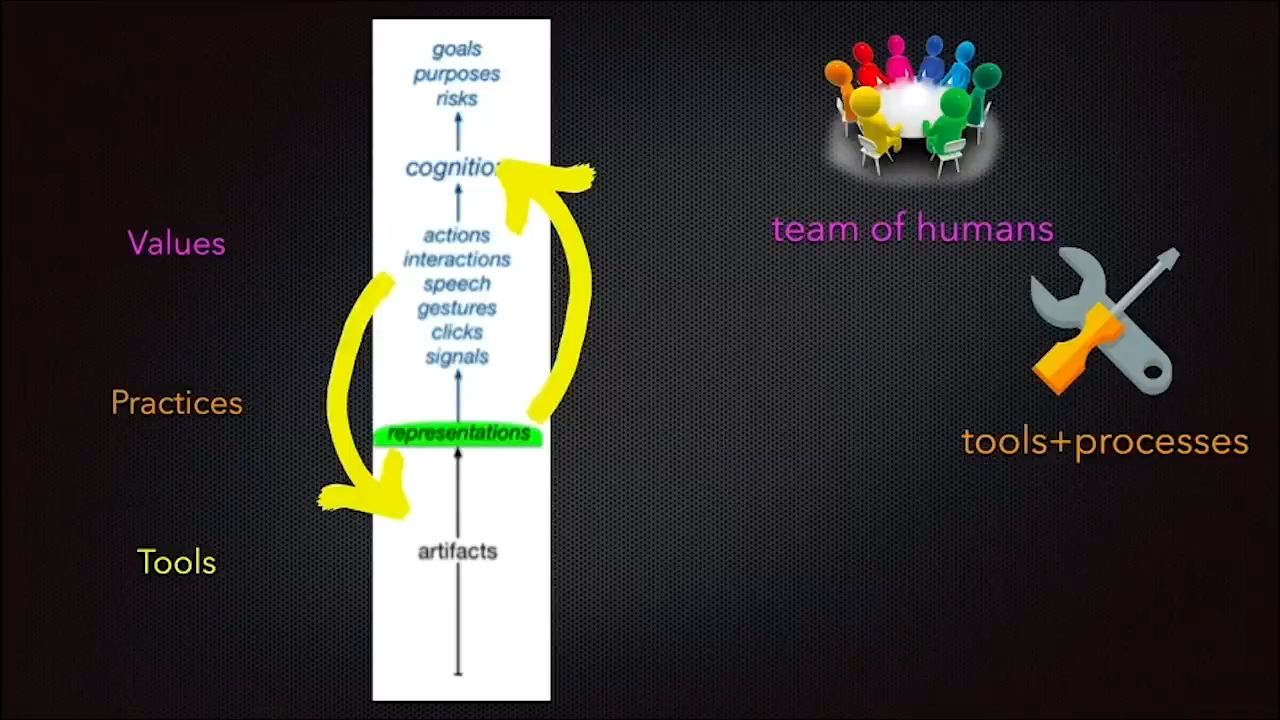 goals
purposes
risks
cognitio
actions
interactions
speech
gestures
clicks
signals
representations
artifacts
Values
Practices
Tools
team of humans
tools+processes